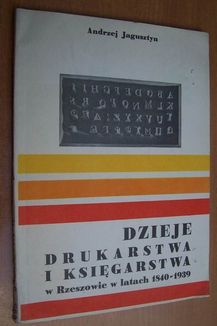 Andrzej Jagusztyn
DZIEJE
DRUKARSTWA
I KSIĘGARSTWA
w Rzeszowie w latach 1840-1939